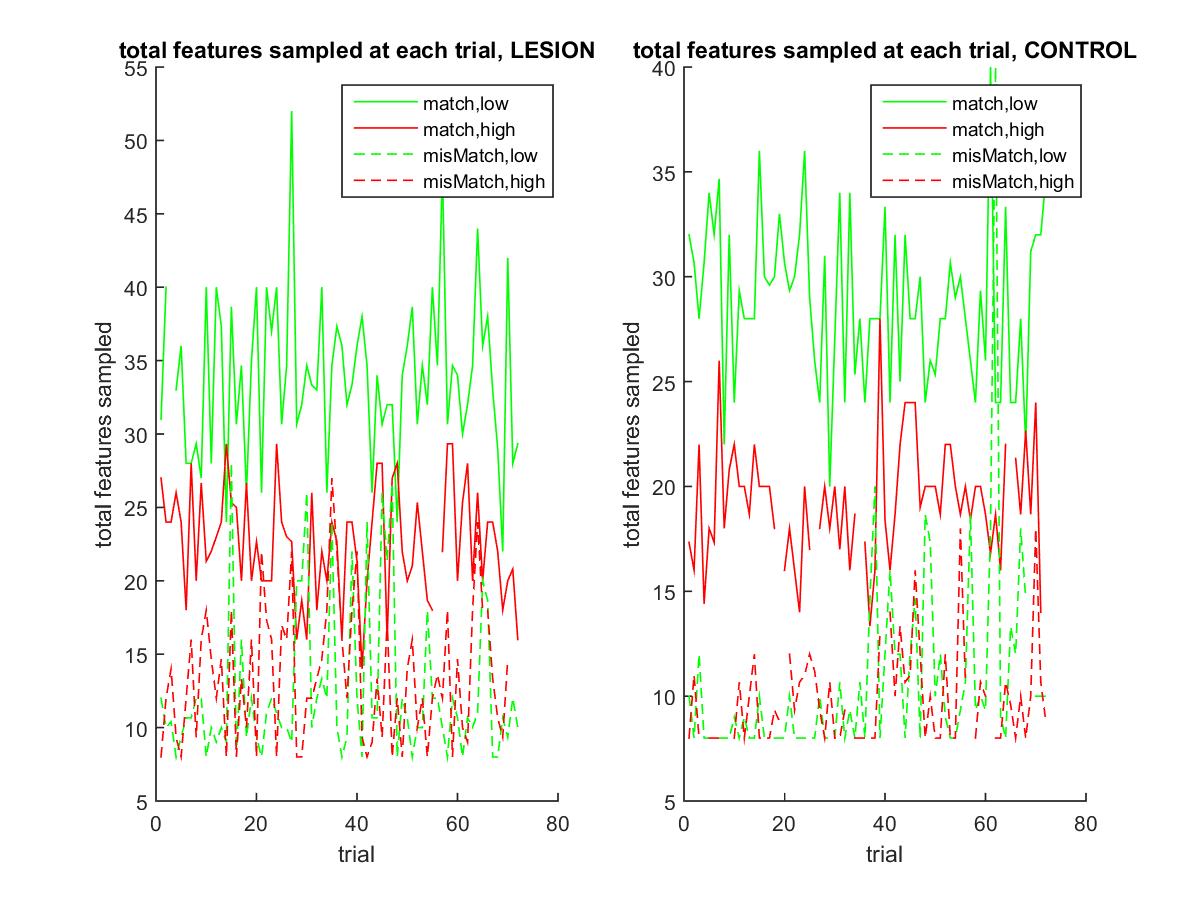 total features sampled at each trial, LESION
55
50
45
40
35
30
25
20
15
10
5
total features sampled
match,low
match,high
misMatch,low
misMatch,high
0
20
40
60
80
trial
total features sampled at each trial, CONTROL
40
35
30
25
20
15
10
5
total features sampled
match,low
match,high
misMatch,low
misMatch,high
0
20
40
60
80
trial